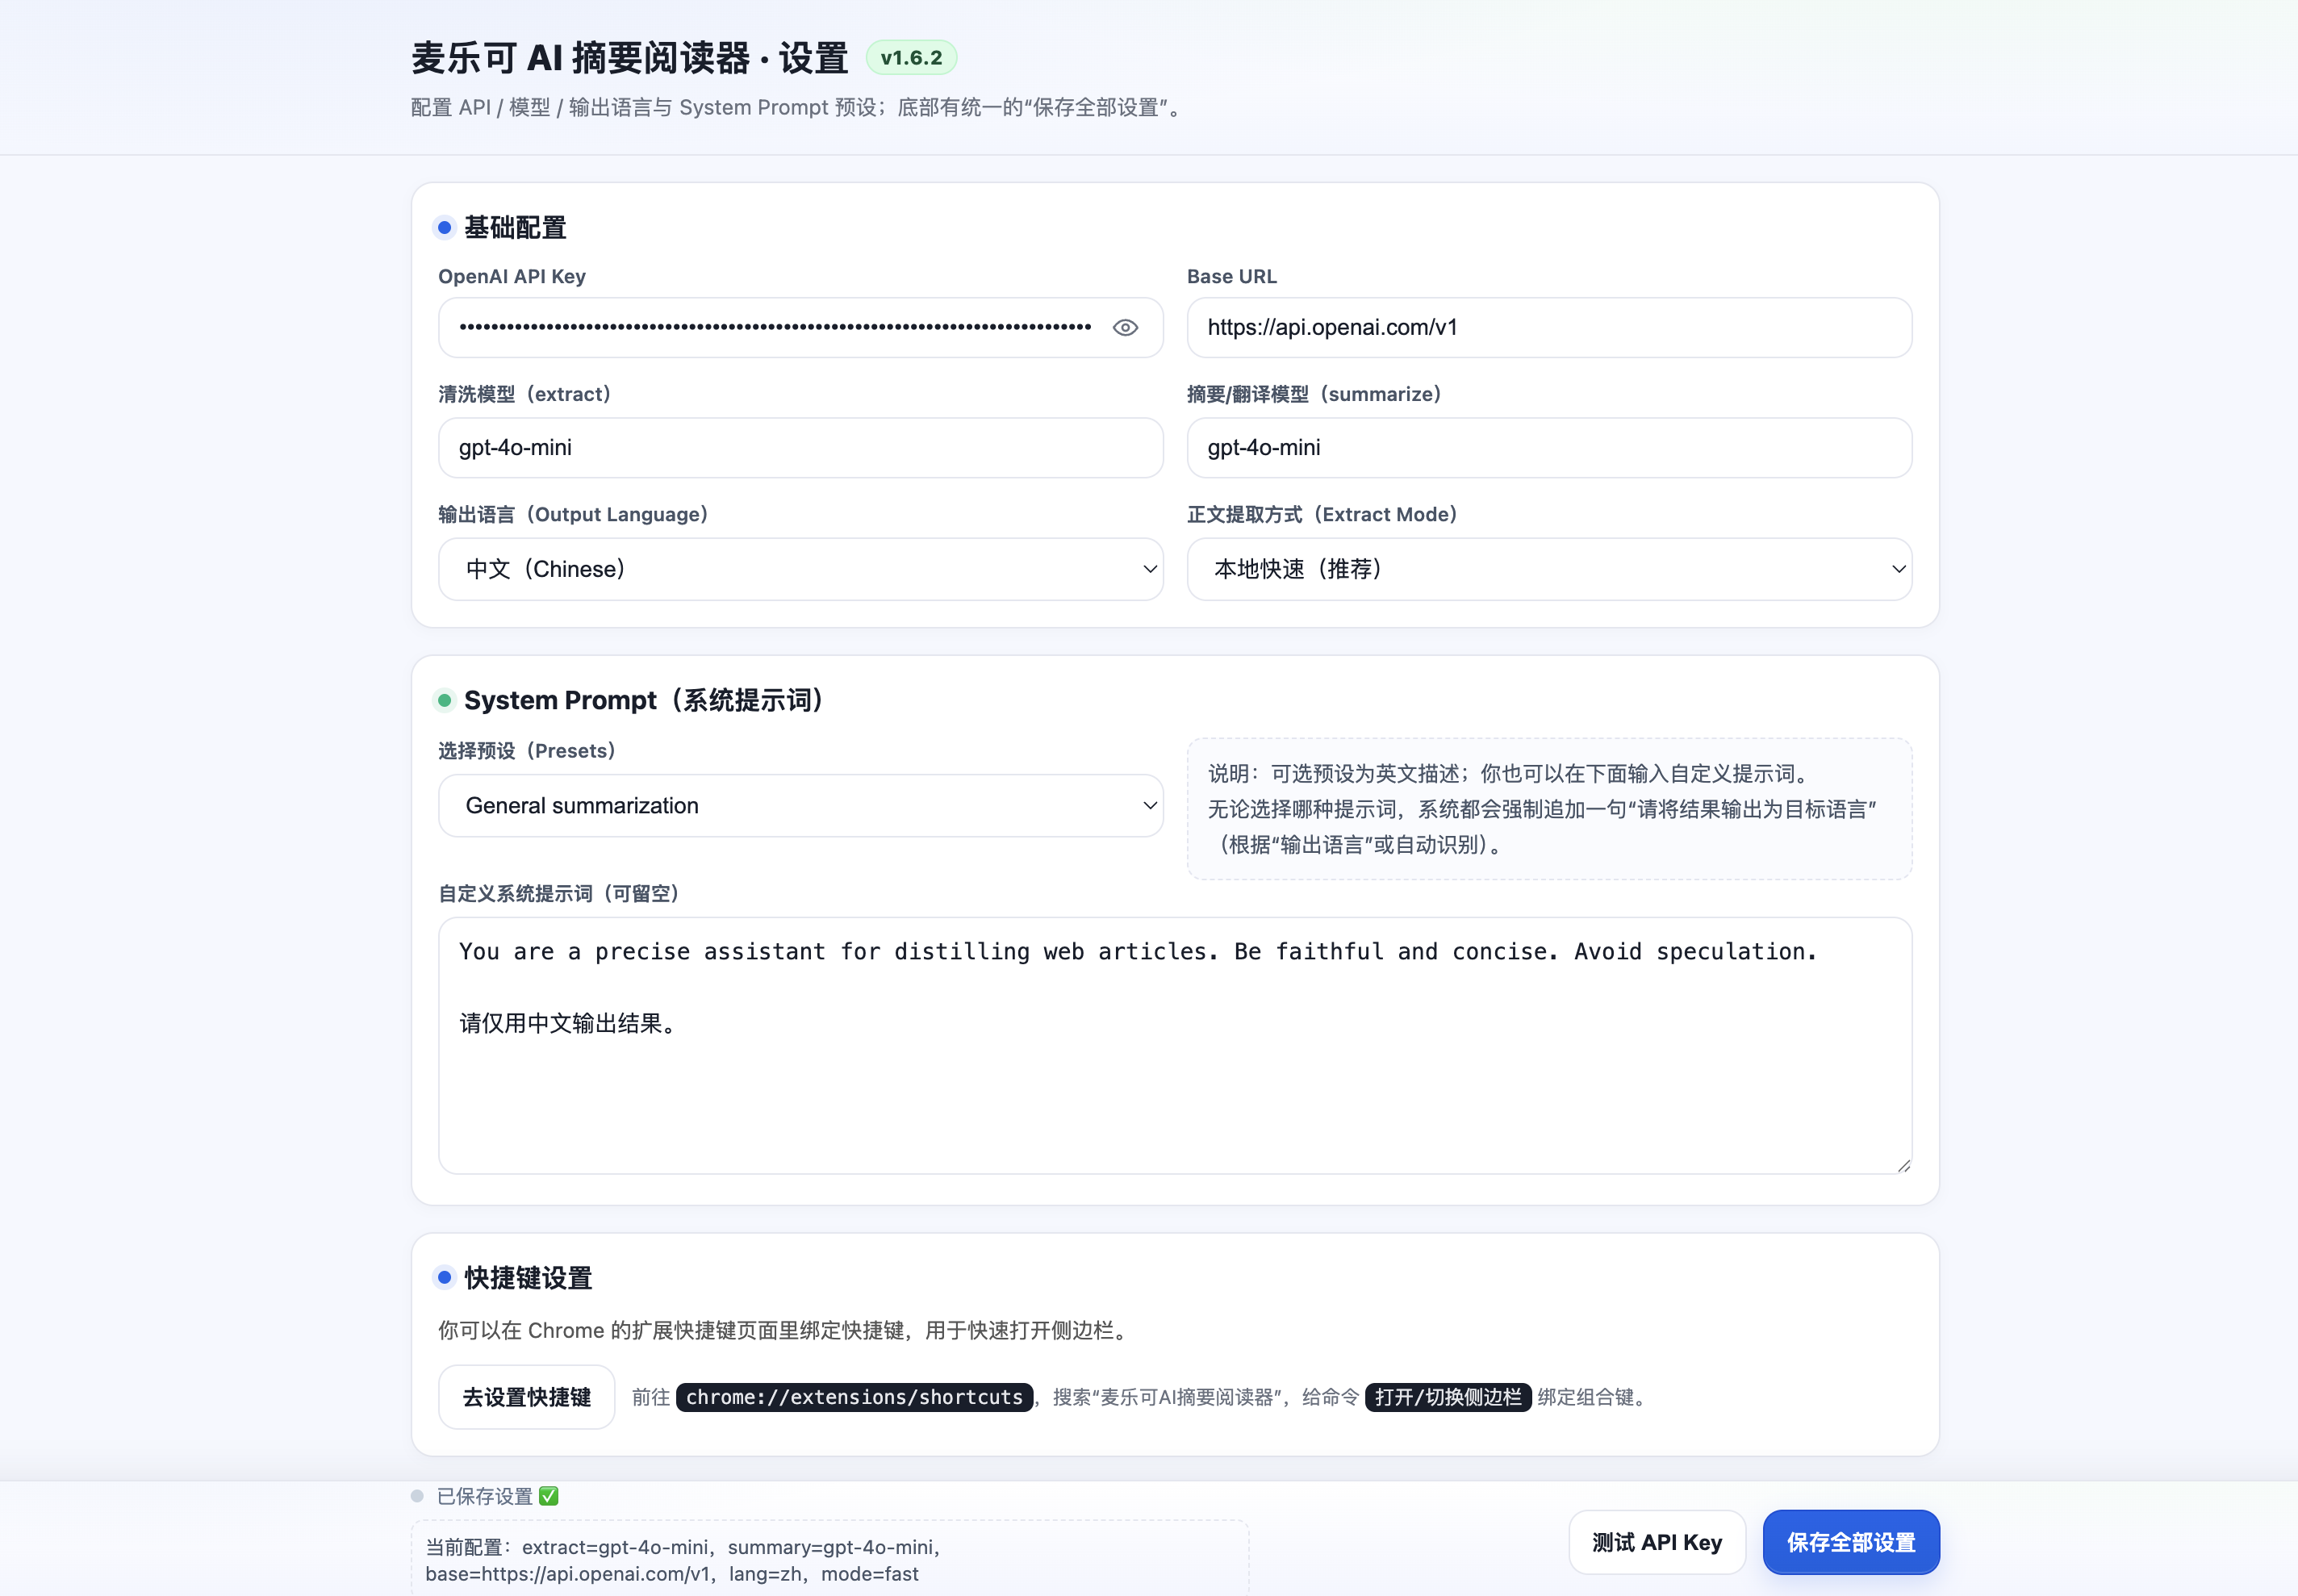 麦乐可 AI 摘要阅读器 · 设置 v1.6.2
配置 API / 模型 / 输出语言与 System Prompt 预设；底部有统一的“保存全部设置”。
基础配置
OpenAI API Key
Base URL
https://api.openai.com/v1
清洗模型（extract）
摘要/翻译模型（summarize）
gpt-4o-mini
gpt-4o-mini
输出语言（Output Language）
正文提取方式（Extract Mode）
中文（Chinese）
本地快速（推荐）
System Prompt（系统提示词）
选择预设（Presets）
General summarization
说明：可选预设为英文描述；你也可以在下面输入自定义提示词。
无论选择哪种提示词，系统都会强制追加一句“请将结果输出为目标语言”
（根据“输出语言”或自动识别）。
自定义系统提示词（可留空）
You are a precise assistant for distilling web articles. Be faithful and concise. Avoid speculation.
请仅用中文输出结果。
快捷键设置
你可以在 Chrome 的扩展快捷键页面里绑定快捷键，用于快速打开侧边栏。
去设置快捷键
前往 chrome://extensions/shortcuts，搜索“麦乐可AI摘要阅读器”，给命令 打开/切换侧边栏 绑定组合键。
已保存设置 ✅
当前配置：extract=gpt-4o-mini，summary=gpt-4o-mini，
base=https://api.openai.com/v1，lang=zh，mode=fast
测试 API Key
保存全部设置